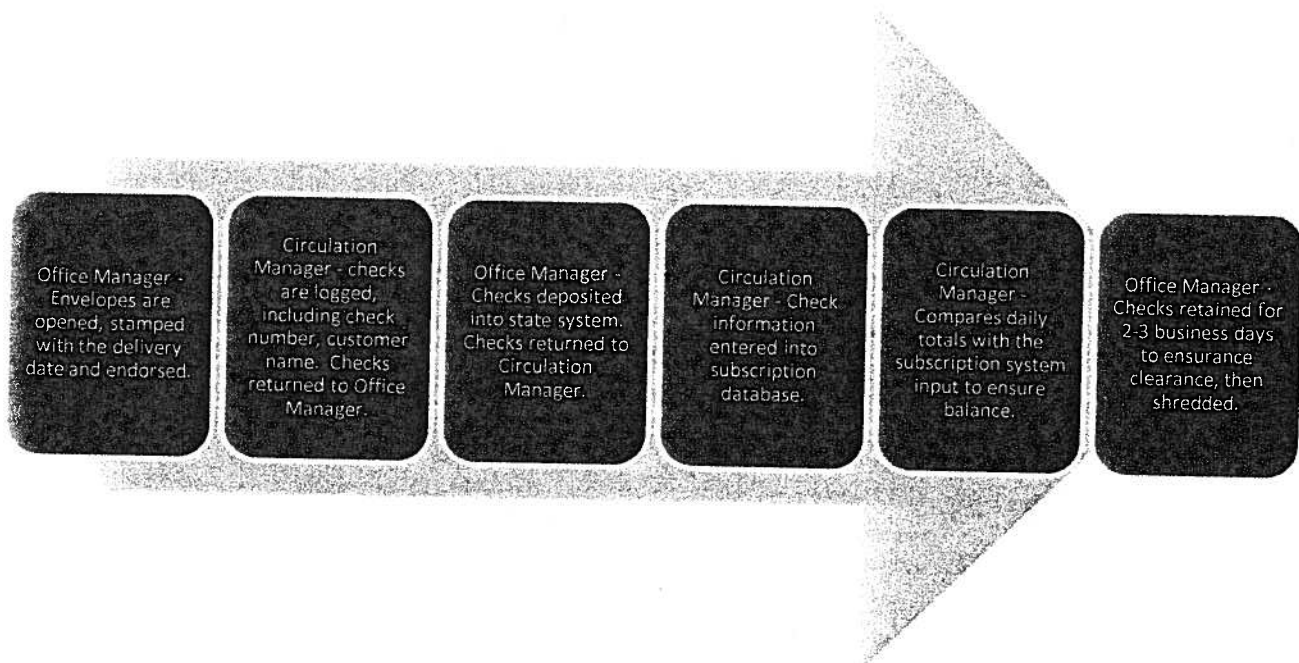 Office Manager -
Envelopes are
opened, stamped
with the delivery
date and endorsed.
Circulation
Manager - checks
are logged,
including check
number, customer
name. Checks
returned to Office
Manager.
Office Manager -
Checks deposited
into state system.
Checks returned to
Circulation
Manager.
Circulation
Manager - Check
information
entered into
subscription
database.
Circulation
Manager -
Compares daily
totals with the
subscription system
input to ensure
balance.
Office Manager -
Checks retained for
2-3 business days
to ensurance
clearance, then
shredded.